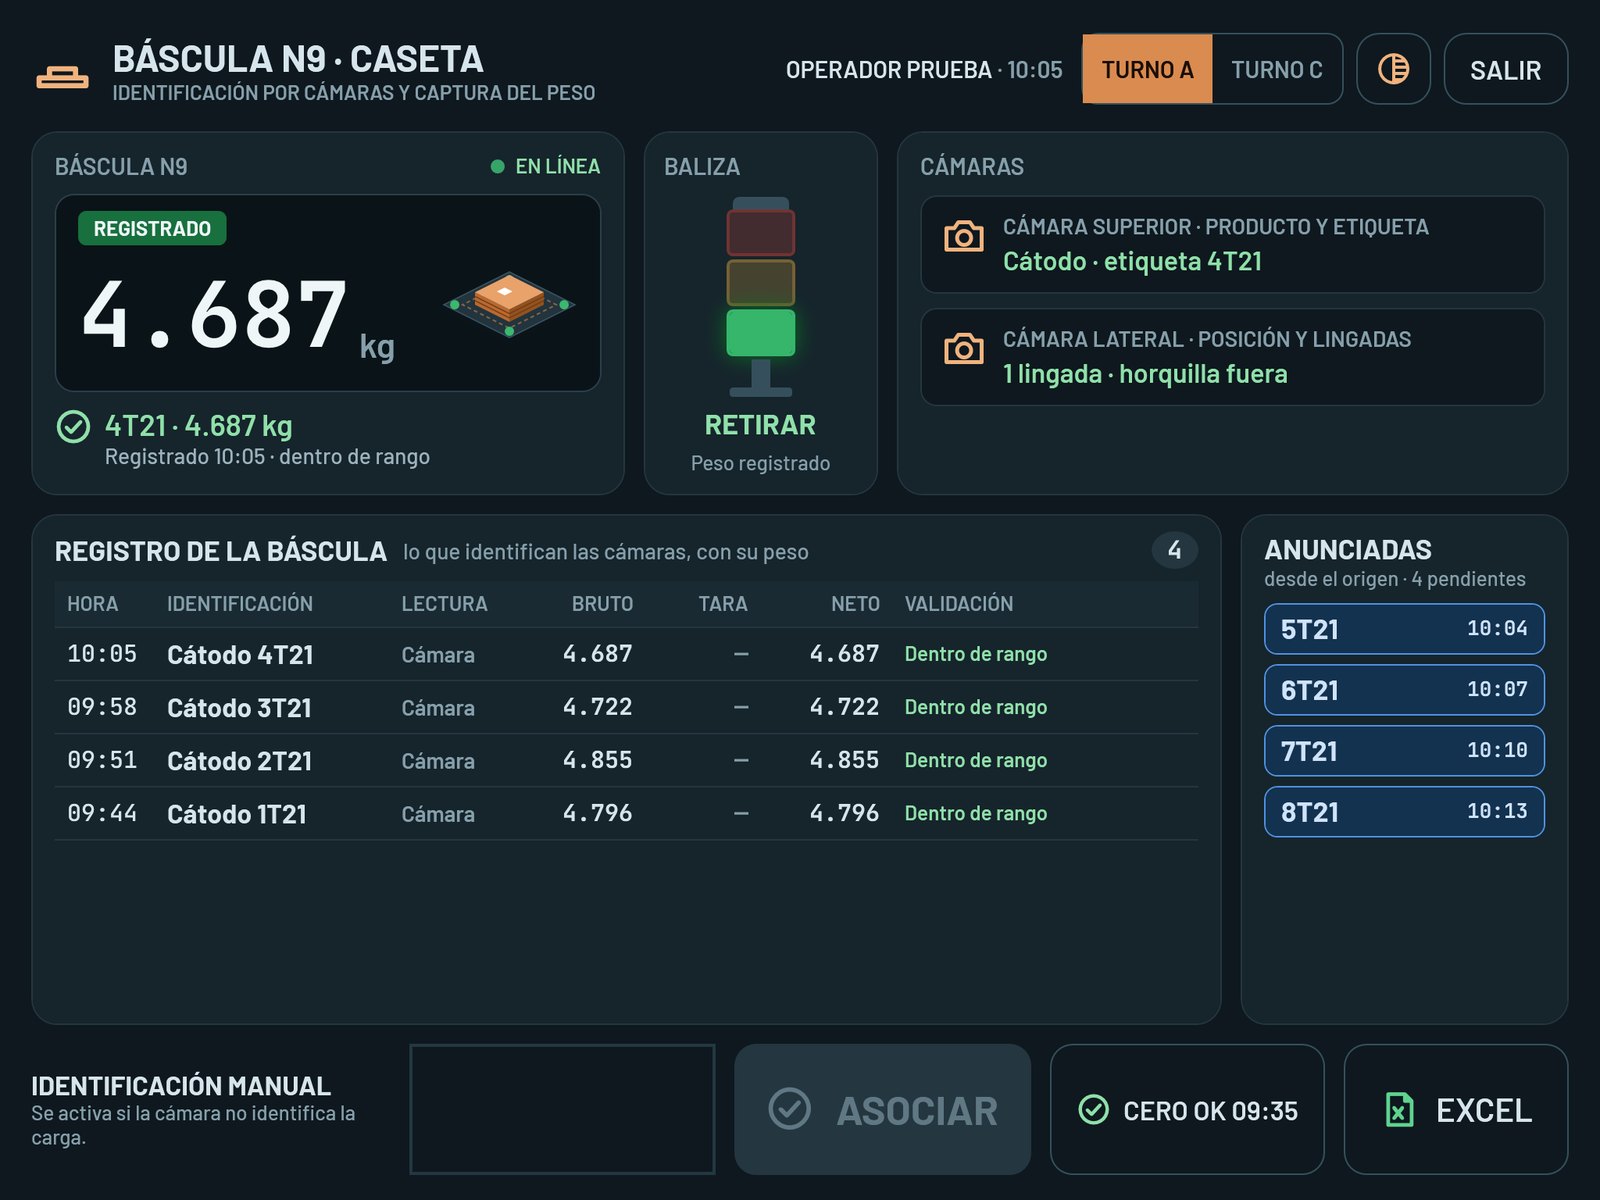 BÁSCULA N9 · CASETA
IDENTIFICACIÓN POR CÁMARAS Y CAPTURA DEL PESO
OPERADOR PRUEBA · 10:05
TURNO A
TURNO C
SALIR
BÁSCULA N9
EN LÍNEA
REGISTRADO
4.687 kg
4T21 · 4.687 kg
Registrado 10:05 · dentro de rango
BALIZA
RETIRAR
Peso registrado
CÁMARAS
CÁMARA SUPERIOR · PRODUCTO Y ETIQUETA
Cátodo · etiqueta 4T21
CÁMARA LATERAL · POSICIÓN Y LINGADAS
1 lingada · horquilla fuera
REGISTRO DE LA BÁSCULA lo que identifican las cámaras, con su peso 4
HORA IDENTIFICACIÓN LECTURA BRUTO TARA NETO VALIDACIÓN
10:05 Cátodo 4T21 Cámara 4.687 — 4.687 Dentro de rango
09:58 Cátodo 3T21 Cámara 4.722 — 4.722 Dentro de rango
09:51 Cátodo 2T21 Cámara 4.855 — 4.855 Dentro de rango
09:44 Cátodo 1T21 Cámara 4.796 — 4.796 Dentro de rango
ANUNCIADAS
desde el origen · 4 pendientes
5T21 10:04
6T21 10:07
7T21 10:10
8T21 10:13
IDENTIFICACIÓN MANUAL
Se activa si la cámara no identifica la
carga.
ASOCIAR
CERO OK 09:35
EXCEL